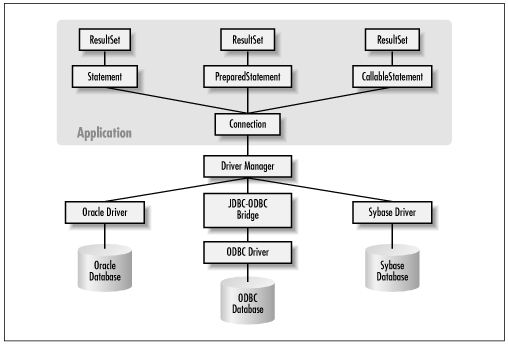 ResultSet
ResultSet
ResultSet
Statement
PreparedStatement
CallableStatement
Connection
Application
Driver Manager
Oracle Driver
JDBC-ODBC
Bridge
Sybase Driver
ODBC Driver
Oracle
Database
Sybase
Database
ODBC
Database